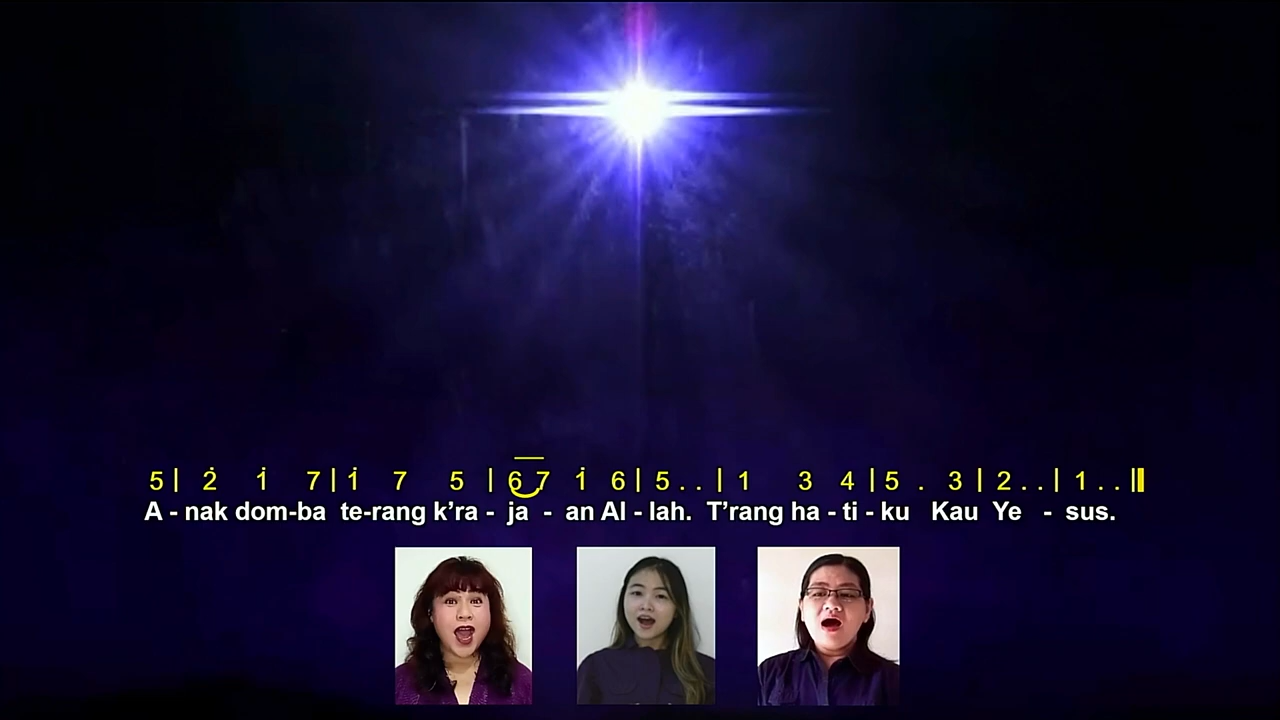 5| 2̇ 1̇ 7|1̇ 7 5 |6 7 1̇ 6|5 . . | 1 3 4|5 . 3|2 . . | 1 . . ||
A - nak dom-ba te-rang k’ra - ja - an Al - lah. T’rang ha - ti - ku Kau Ye - sus.